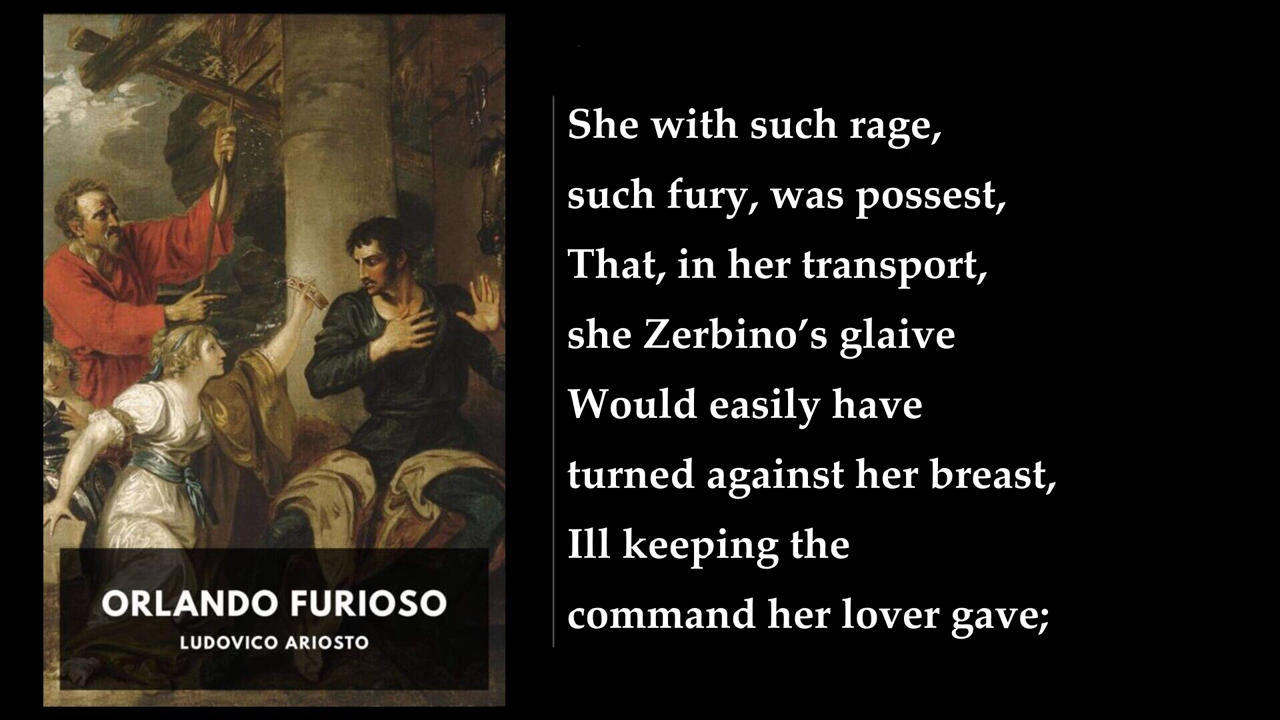 ORLANDO FURIOSO
LUDOVICO ARIOSTO
She with such rage,
such fury, was possest,
That, in her transport,
she Zerbino’s glaive
Would easily have
turned against her breast,
Ill keeping the
command her lover gave;